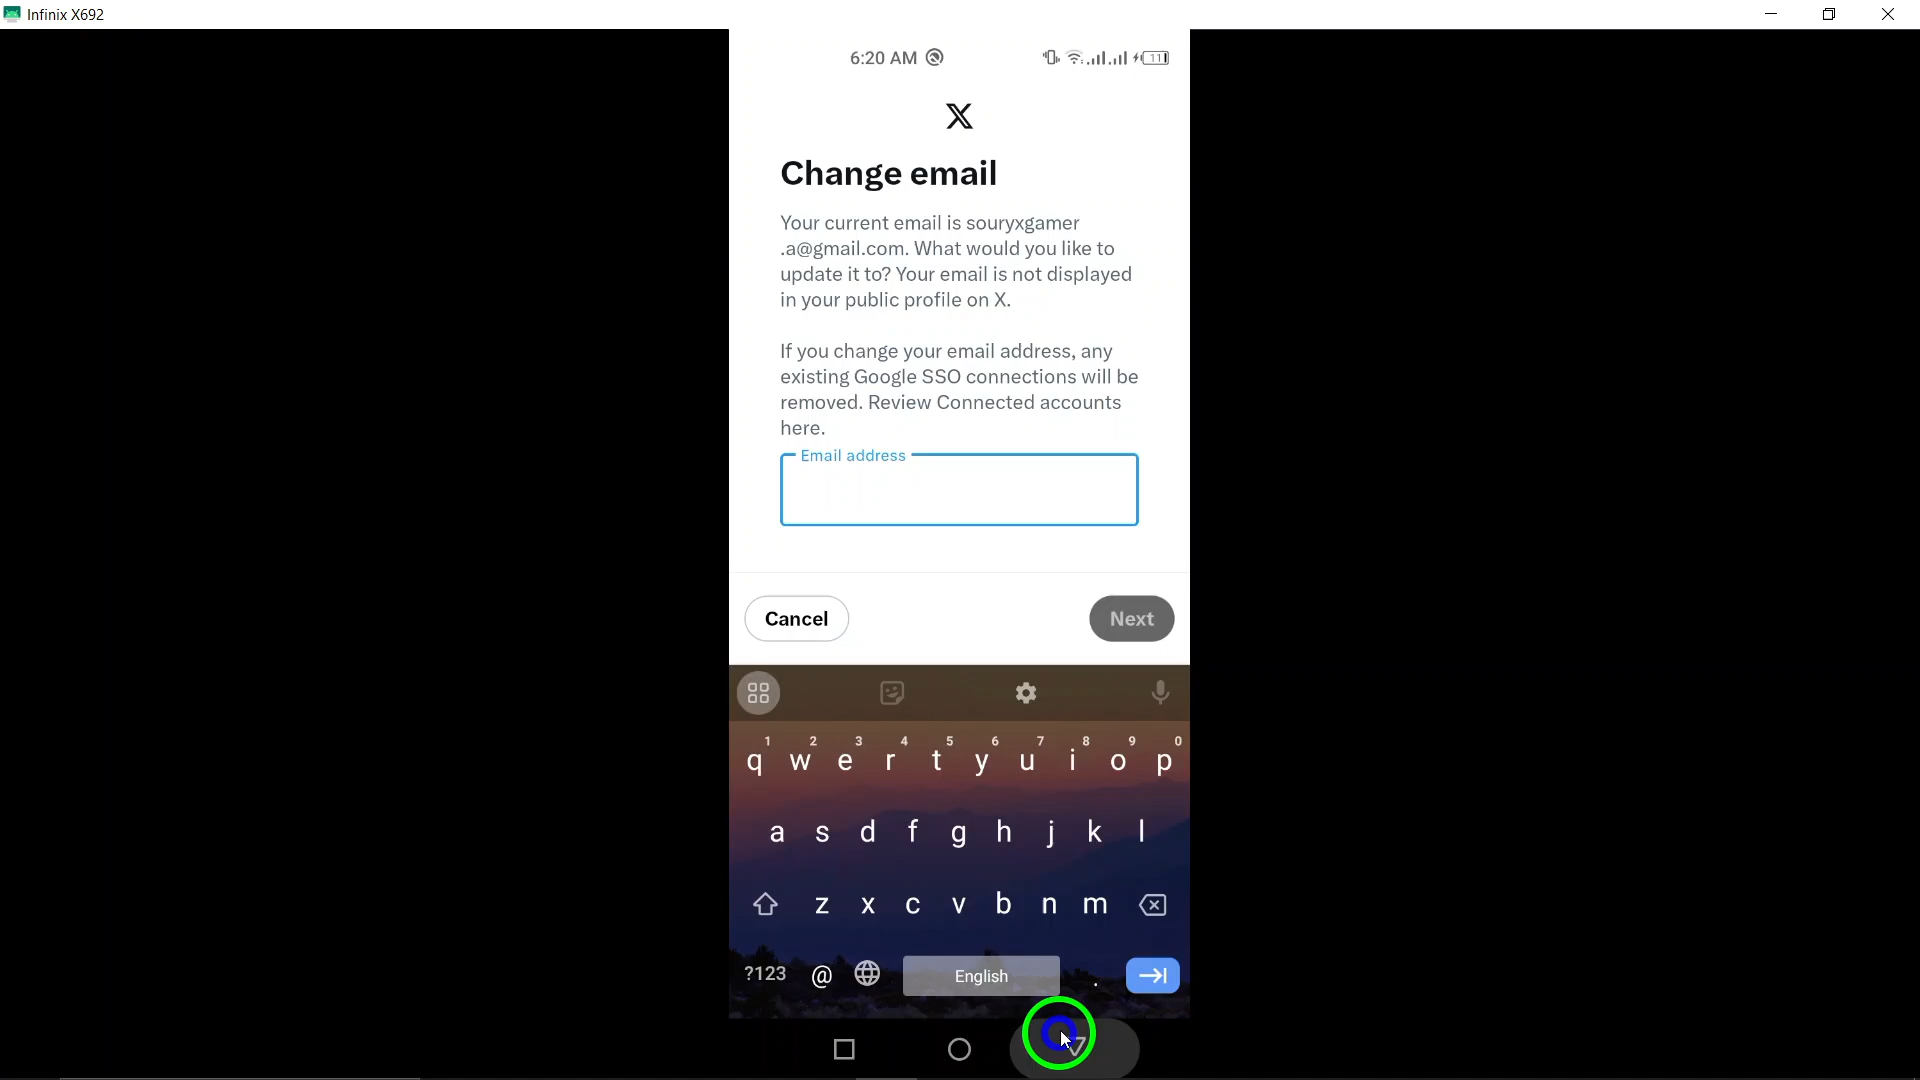 Infinix X692
6:20 AM
11
X
Change email
Your current email is souryxgamer
.a@gmail.com. What would you like to
update it to? Your email is not displayed
in your public profile on X.
If you change your email address, any
existing Google SSO connections will be
removed. Review Connected accounts
here.
Email address
Cancel
Next
1 2 3 4 5 6 7 8 9 0
q w e r t y u i o p
a s d f g h j k l
z x c v b n m
?123 @ English .